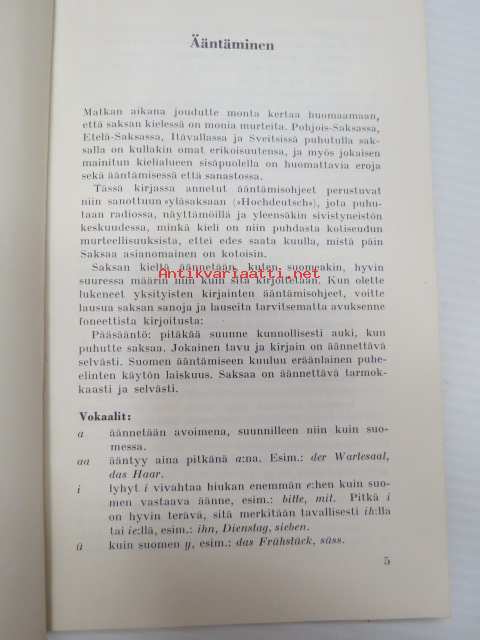 Ääntäminen
Matkan aikana joudutte monta kertaa huomaamaan,
että saksan kielessä on monia murteita. Pohjois-Saksassa,
Etelä-Saksassa, Itävallassa ja Sveitsissä puhutulla sak-
salla on kullakin omat erikoisuutensa, ja myös jokaisen
mainitun kielialueen sisäpuolella on huomattavia eroja
sekä ääntämisessä että sanastossa.
Tässä kirjassa annetut ääntämisohjeet perustuvat
niin sanottuun »yläsaksaan (»Hochdeutsch»), jota puhu-
taan radiossa, näyttämöillä ja yleensäkin sivistyneistön
keskuudessa, minkä kieli on niin puhdasta kotiseudun
murteellisuuksista, ettei edes saata kuulla, mistä päin
Saksaa asianomainen on kotoisin.
Saksan kieltä äännetään, kuten suomeakin, hyvin
suuressa määrin niin kuin sitä kirjoitetaan. Kun olette
Antikvariaatti.net
lukeneet yksityisten kirjainten ääntämisohjeet, voitte
lausua saksan sanoja ja lauseita tarvitsematta avuksenne
foneettista kirjoitusta:
Pääsääntö: pitäkää suunne kunnollisesti auki, kun
puhutte saksaa. Jokainen tavu ja kirjain on äännettävä
selvästi. Suomen ääntämiseen kuuluu eräänlainen puhe-
elinten käytön laiskuus. Saksaa on äännettävä tarmok-
kaasti ja selvästi.
Vokaalit:
a äännetään avoimena, suunnilleen niin kuin suo-
messa.
aa ääntyy aina pitkänä a:na. Esim.: der Wartesaal,
das Haar.
i lyhyt i vivahtaa hiukan enemmän e:hen kuin suo-
men vastaava äänne, esim.: bitte, mit. Pitkä i
on hyvin terävä, sitä merkitään tavallisesti ih:lla
tai ie:llä, esim.: ihn, Dienstag, sieben.
ü kuin suomen y, esim.: das Frühstück, süss.
5